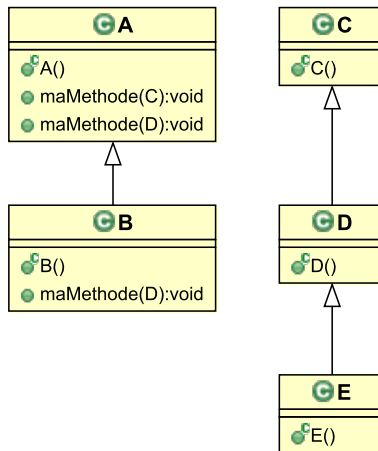 A
A()
maMethode(C):void
maMethode(D):void
B
B()
maMethode(D):void
C
C()
D
D()
E
E()